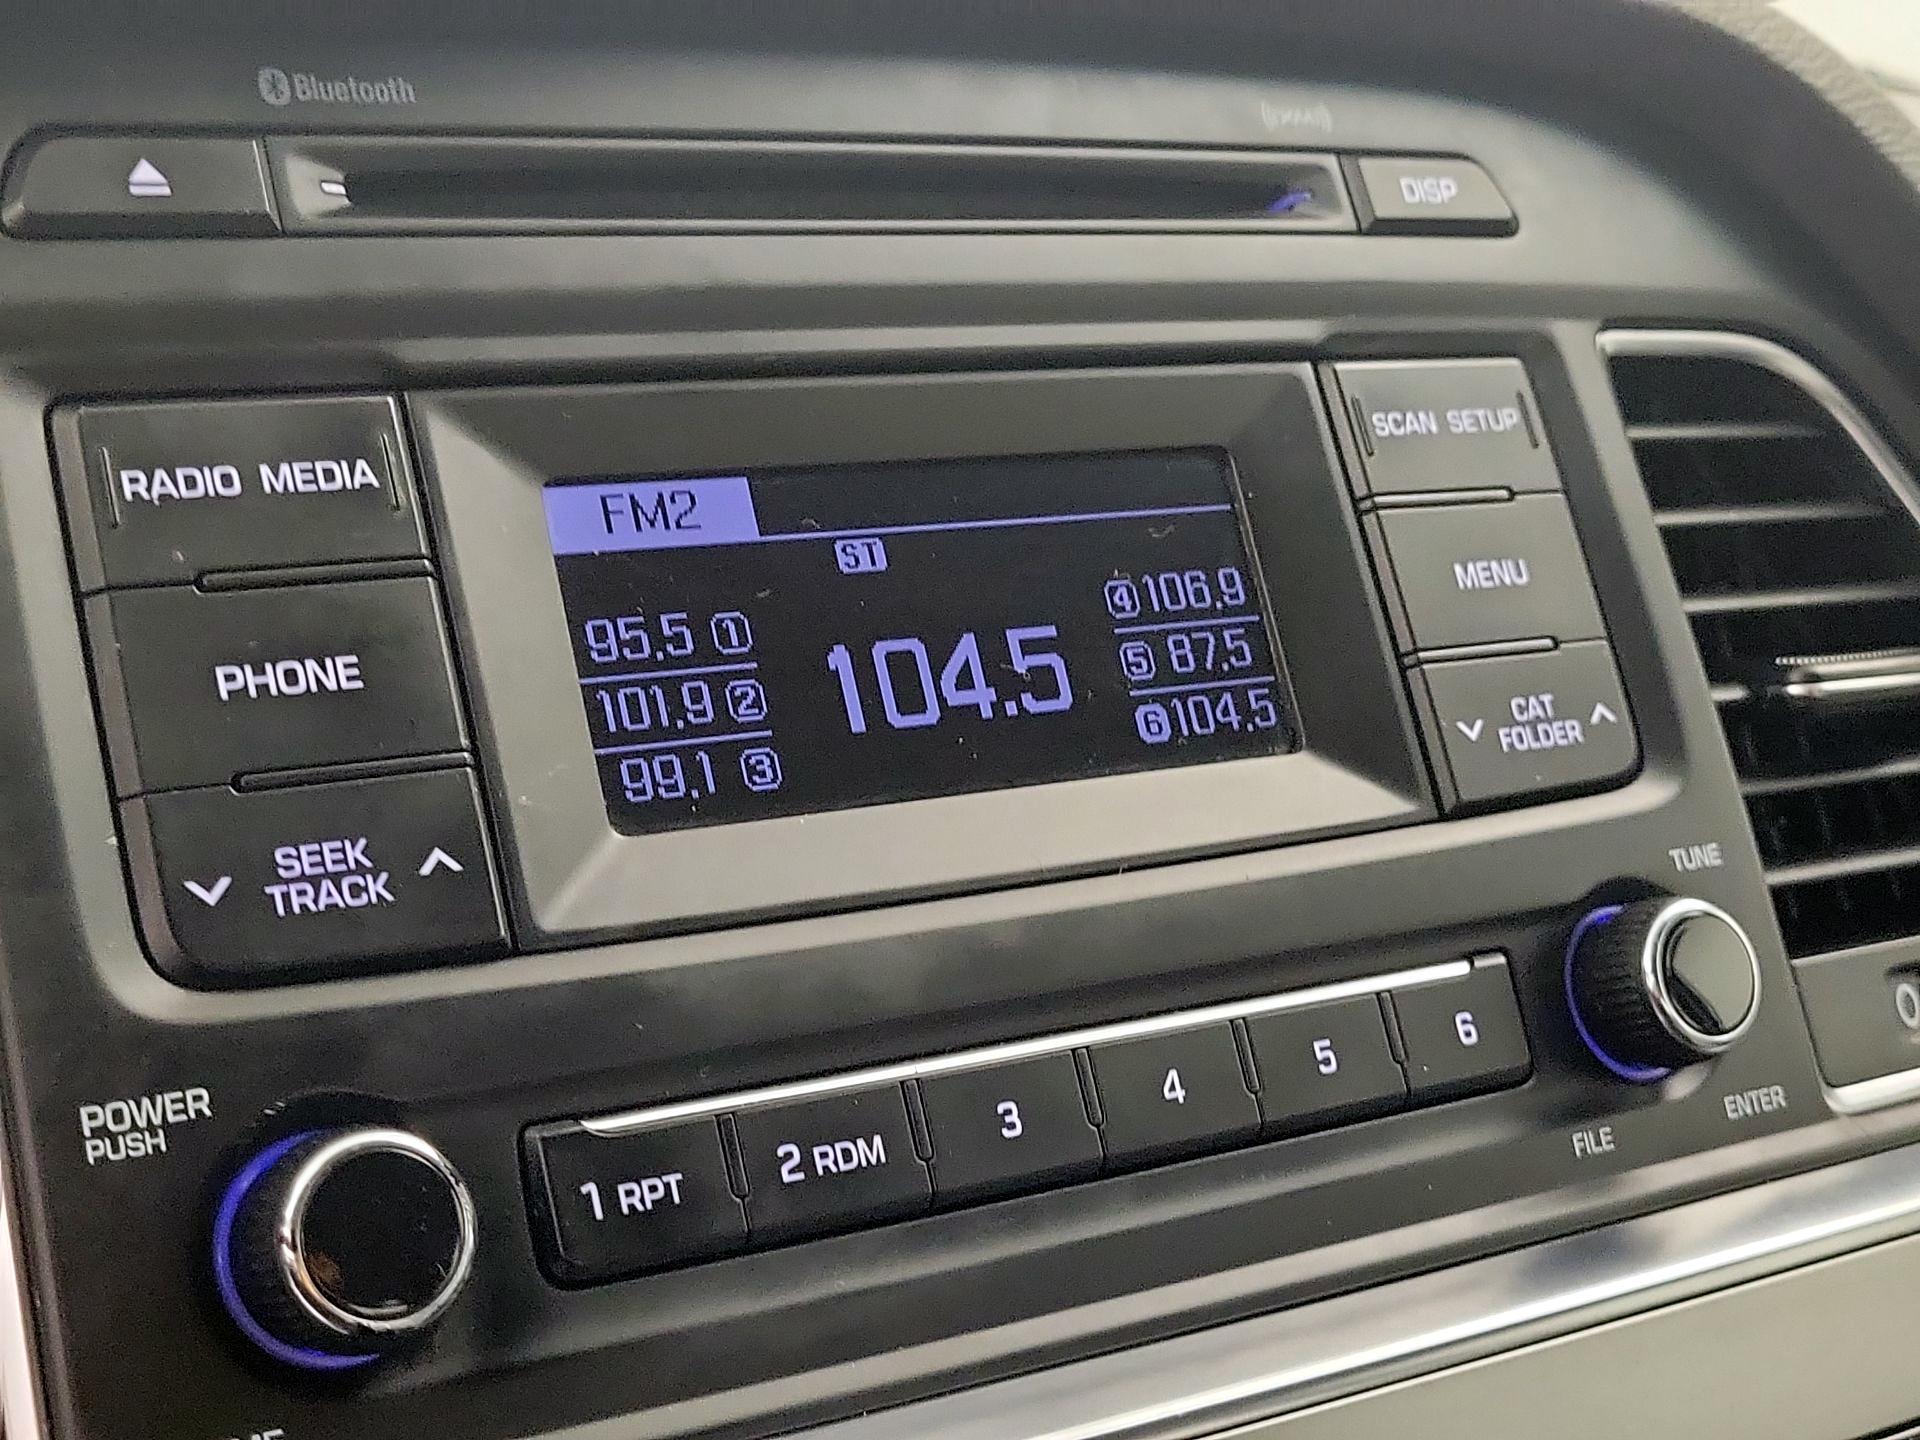 Bluetooth
((XM))
DISP
RADIO MEDIA
PHONE
SEEK
TRACK
FM2
ST
95.5 1
101.9 2
99.1 3
104.5
4 106.9
5 87.5
6 104.5
SCAN SETUP
MENU
CAT
FOLDER
TUNE
POWER
PUSH
1 RPT
2 RDM
3
4
5
6
FILE
ENTER